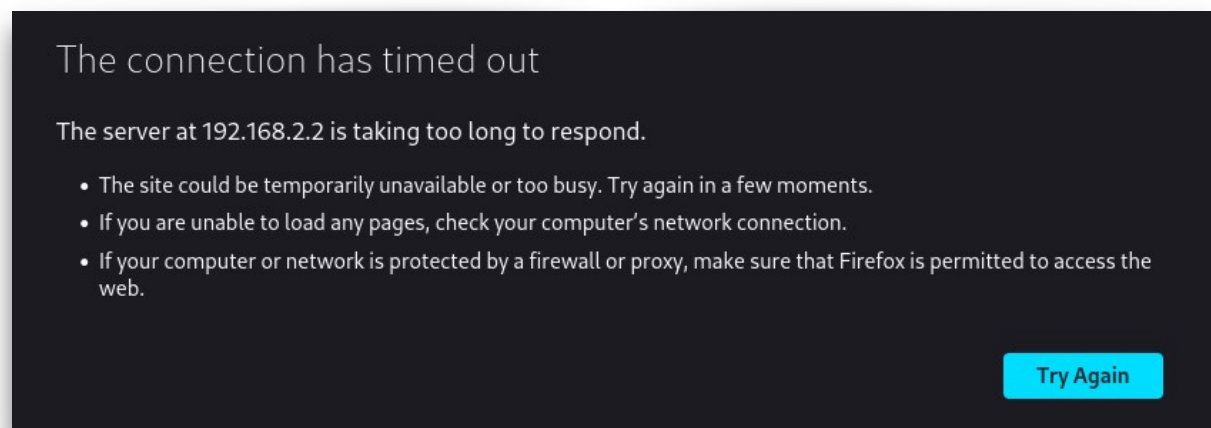 The connection has timed out
The server at 192.168.2.2 is taking too long to respond.
• The site could be temporarily unavailable or too busy. Try again in a few moments.
• If you are unable to load any pages, check your computer’s network connection.
• If your computer or network is protected by a firewall or proxy, make sure that Firefox is permitted to access the
web.
Try Again